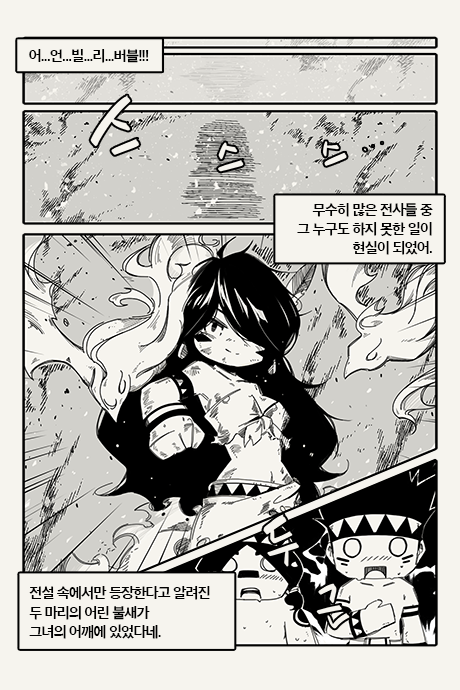 어...언...빌...리...버블!!!
스
스
스
무수히 많은 전사들 중
그 누구도 하지 못한 일이
현실이 되었어.
두
근
전설 속에서만 등장한다고 알려진
두 마리의 어린 불새가
그녀의 어깨에 있었다네.